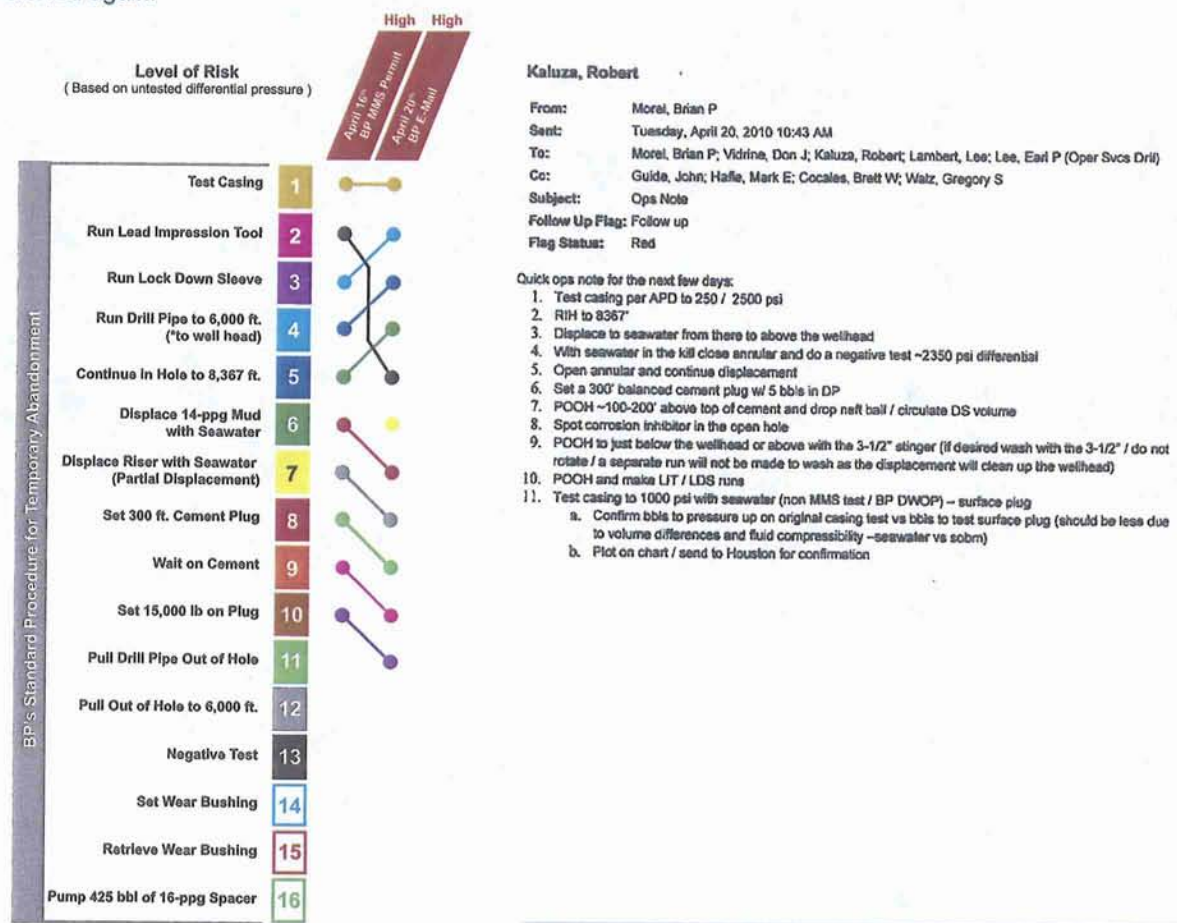 High High
Level of Risk
( Based on untested differential pressure )
April 16th
BP MMS Permit
April 20th
BP E-Mail
BP's Standard Procedure for Temporary Abandonment
Test Casing 1
Run Lead Impression Tool 2
Run Lock Down Sleeve 3
Run Drill Pipe to 6,000 ft.
(*to well head) 4
Continue in Hole to 8,367 ft. 5
Displace 14-ppg Mud
with Seawater 6
Displace Riser with Seawater
(Partial Displacement) 7
Set 300 ft. Cement Plug 8
Wait on Cement 9
Set 15,000 lb on Plug 10
Pull Drill Pipe Out of Hole 11
Pull Out of Hole to 6,000 ft. 12
Negative Test 13
Set Wear Bushing 14
Retrieve Wear Bushing 15
Pump 425 bbl of 16-ppg Spacer 16
Kaluza, Robert
From: Morel, Brian P
Sent: Tuesday, April 20, 2010 10:43 AM
To: Morel, Brian P; Vidrine, Don J; Kaluza, Robert; Lambert, Lee; Lee, Earl P (Oper Svcs Dril)
Cc: Guide, John; Hafle, Mark E; Cocales, Brett W; Walz, Gregory S
Subject: Ops Note
Follow Up Flag: Follow up
Flag Status: Red
Quick ops note for the next few days:
1. Test casing per APD to 250 / 2500 psi
2. RIH to 8367'
3. Displace to seawater from there to above the wellhead
4. With seawater in the kill close annular and do a negative test ~2350 psi differential
5. Open annular and continue displacement
6. Set a 300' balanced cement plug w/ 5 bbls in DP
7. POOH ~100-200' above top of cement and drop neft ball / circulate DS volume
8. Spot corrosion inhibitor in the open hole
9. POOH to just below the wellhead or above with the 3-1/2" stinger (if desired wash with the 3-1/2" / do not
rotate / a separate run will not be made to wash as the displacement will clean up the wellhead)
10. POOH and make LIT / LDS runs
11. Test casing to 1000 psi with seawater (non MMS test / BP DWOP) – surface plug
a. Confirm bbls to pressure up on original casing test vs bbls to test surface plug (should be less due
to volume differences and fluid compressibility –seawater vs sobm)
b. Plot on chart / send to Houston for confirmation